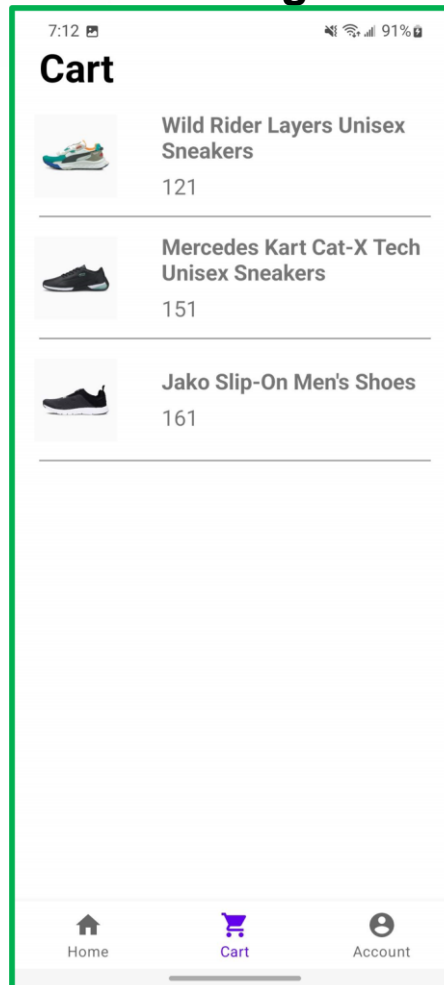 7:12
91%
Cart
Wild Rider Layers Unisex
Sneakers
121
Mercedes Kart Cat-X Tech
Unisex Sneakers
151
Jako Slip-On Men's Shoes
161
Home
Cart
Account